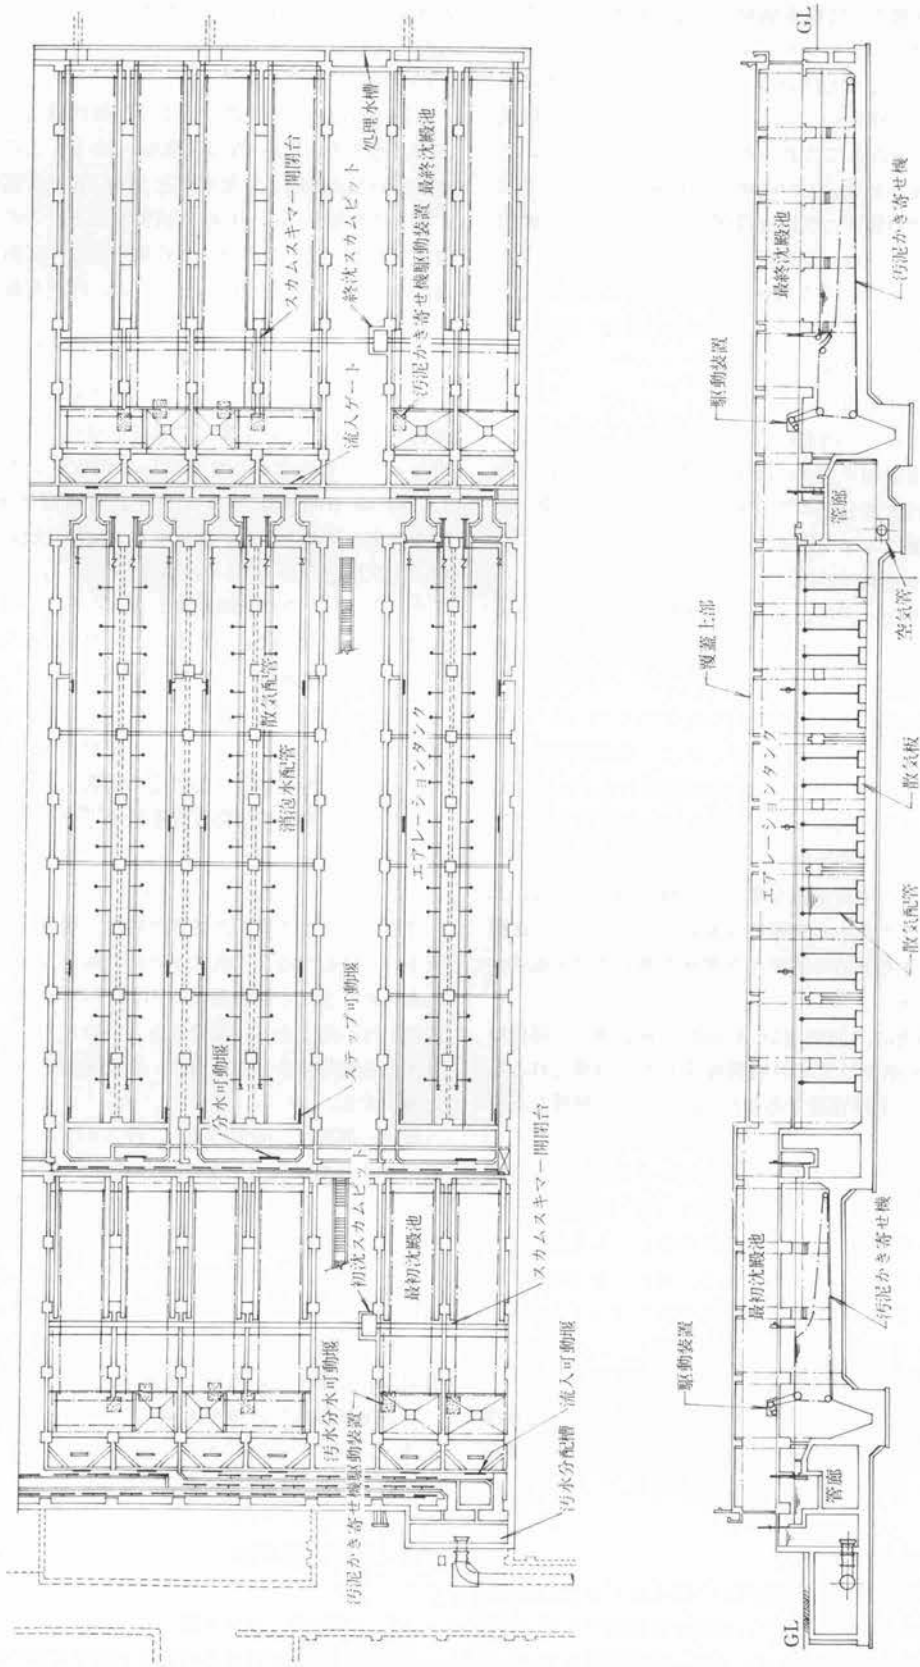 処理水槽
スカムスキマー開閉台
終沈スカムピット
最終沈殿池
汚泥かき寄せ機駆動装置
流入ゲート
散気配管
消泡水配管
エアレーションタンク
ステップ可動堰
分水可動堰
初沈スカムピット
最初沈殿池
スカムスキマー開閉台
汚水分水可動堰
汚泥かき寄せ機駆動装置
流入可動堰
汚水分配槽
GL
最終沈殿池
汚泥かき寄せ機
駆動装置
管廊
空気管
覆蓋上部
エアレーションタンク
散気板
散気配管
最初沈殿池
汚泥かき寄せ機
駆動装置
管廊
GL